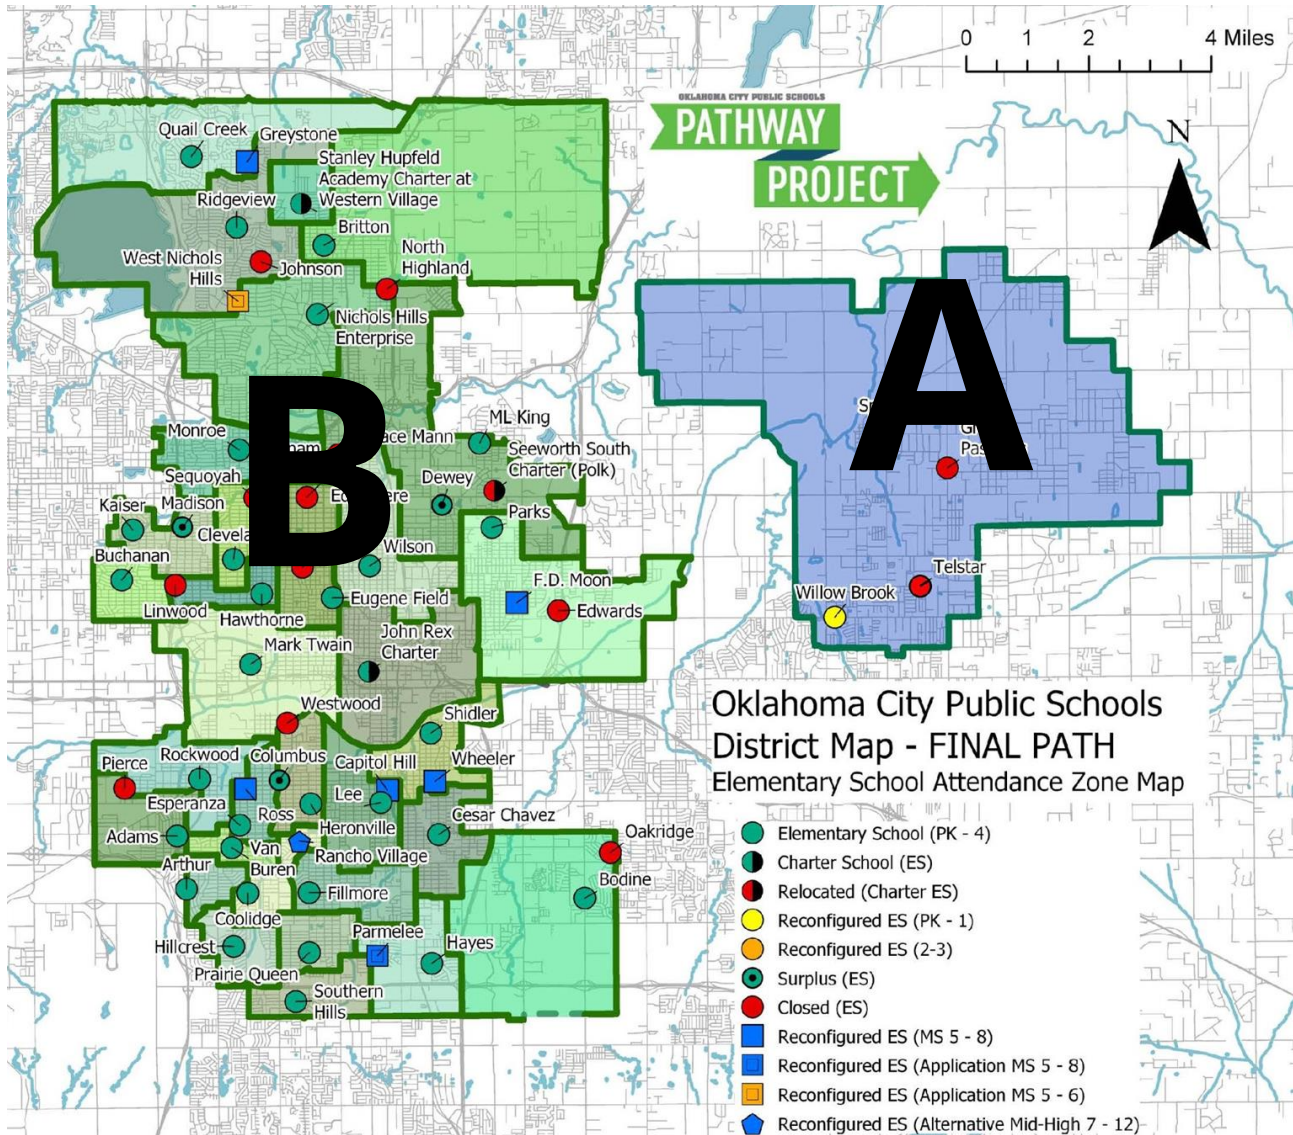 0 1 2 4 Miles
OKLAHOMA CITY PUBLIC SCHOOLS
PATHWAY
PROJECT
N
Quail Creek
Greystone
Stanley Hupfeld
Academy Charter at
Western Village
Ridgeview
Britton
West Nichols
Hills
Johnson
North
Highland
Nichols Hills
Enterprise
A
B
Monroe
ML King
Seeworth South
Charter (Polk)
Sequoyah
Dewey
Kaiser
Madison
Parks
Buchanan
Wilson
Linwood
Hawthorne
Eugene Field
F.D. Moon
Edwards
Telstar
Willow Brook
Mark Twain
John Rex
Charter
Westwood
Shidler
Pierce
Rockwood
Columbus
Capitol Hill
Wheeler
Esperanza
Ross
Lee
Heronville
Cesar Chavez
Adams
Van
Buren
Rancho Village
Oakridge
Arthur
Fillmore
Bodine
Coolidge
Parmelee
Hillcrest
Hayes
Prairie Queen
Southern
Hills
Oklahoma City Public Schools
District Map - FINAL PATH
Elementary School Attendance Zone Map
Elementary School (PK - 4)
Charter School (ES)
Relocated (Charter ES)
Reconfigured ES (PK - 1)
Reconfigured ES (2-3)
Surplus (ES)
Closed (ES)
Reconfigured ES (MS 5 - 8)
Reconfigured ES (Application MS 5 - 8)
Reconfigured ES (Application MS 5 - 6)
Reconfigured ES (Alternative Mid-High 7 - 12)